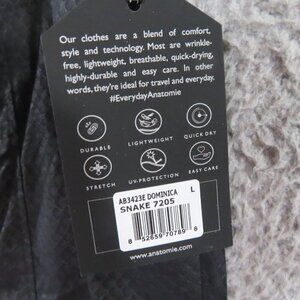 Our clothes are a blend of comfort,
style and technology. Most are wrinkle-
free, lightweight, breathable, quick-drying,
highly-durable and easy care. In other
words, they're ideal for travel and everyday.
#EverydayAnatomie
DURABLE LIGHTWEIGHT QUICK DRY
STRETCH UV-PROTECTION EASY CARE
AB3423E DOMINICA L
SNAKE 7205
8 52659 70789 8
www.anatomie.com